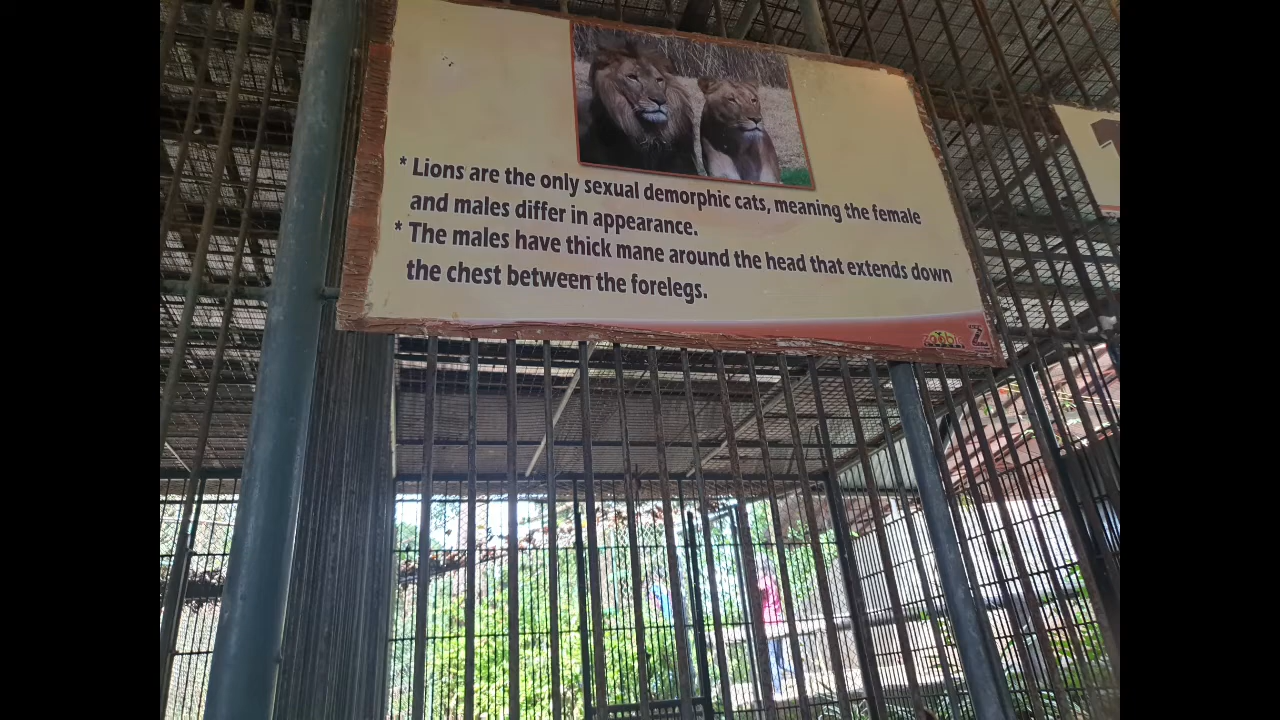 * Lions are the only sexual demorphic cats, meaning the female
and males differ in appearance.
* The males have thick mane around the head that extends down
the chest between the forelegs.
Z